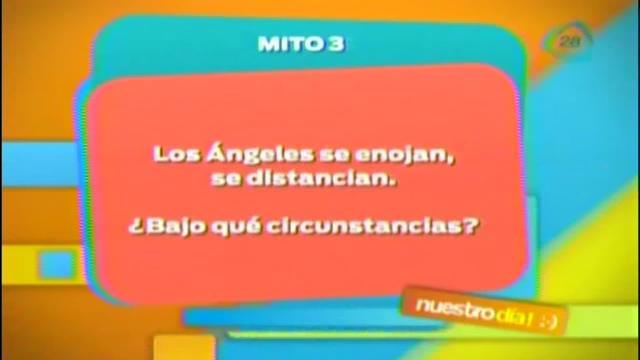 MITO 3
28
Los Ángeles se enojan,
se distancian.
¿Bajo qué circunstancias?
nuestro día! :-)